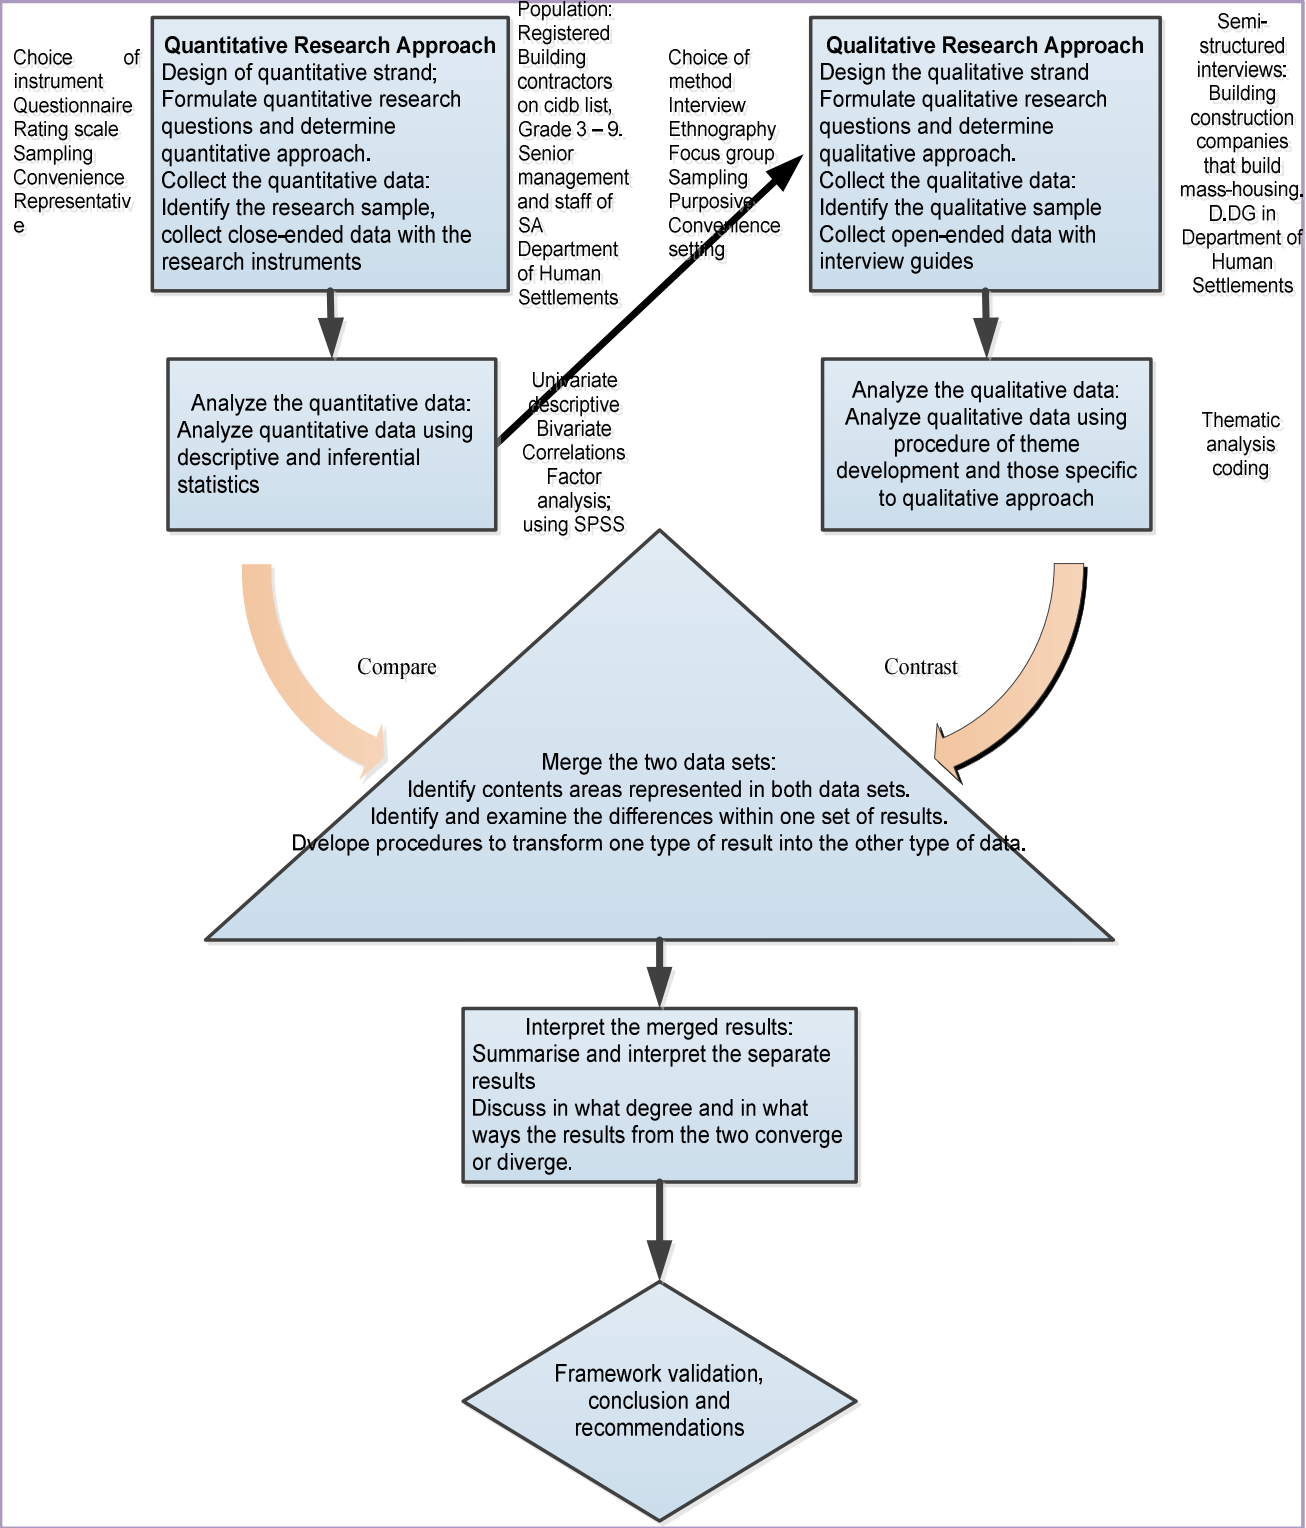 Choice of
instrument
Questionnaire
Rating scale
Sampling
Convenience
Representativ
e
Quantitative Research Approach
Design of quantitative strand;
Formulate quantitative research
questions and determine
quantitative approach.
Collect the quantitative data:
Identify the research sample,
collect close-ended data with the
research instruments
Population:
Registered
Building
contractors
on cidb list,
Grade 3 – 9.
Senior
management
and staff of
SA
Department
of Human
Settlements
Choice of
method
Interview
Ethnography
Focus group
Sampling
Purposive
Convenience
setting
Qualitative Research Approach
Design the qualitative strand
Formulate qualitative research
questions and determine
qualitative approach.
Collect the qualitative data:
Identify the qualitative sample
Collect open-ended data with
interview guides
Semi-
structured
interviews:
Building
construction
companies
that build
mass-housing.
D.DG in
Department of
Human
Settlements
Analyze the quantitative data:
Analyze quantitative data using
descriptive and inferential
statistics
Univariate
descriptive
Bivariate
Correlations
Factor
analysis;
using SPSS
Analyze the qualitative data:
Analyze qualitative data using
procedure of theme
development and those specific
to qualitative approach
Thematic
analysis
coding
Compare
Contrast
Merge the two data sets:
Identify contents areas represented in both data sets.
Identify and examine the differences within one set of results.
Dvelope procedures to transform one type of result into the other type of data.
Interpret the merged results:
Summarise and interpret the separate
results
Discuss in what degree and in what
ways the results from the two converge
or diverge.
Framework validation,
conclusion and
recommendations